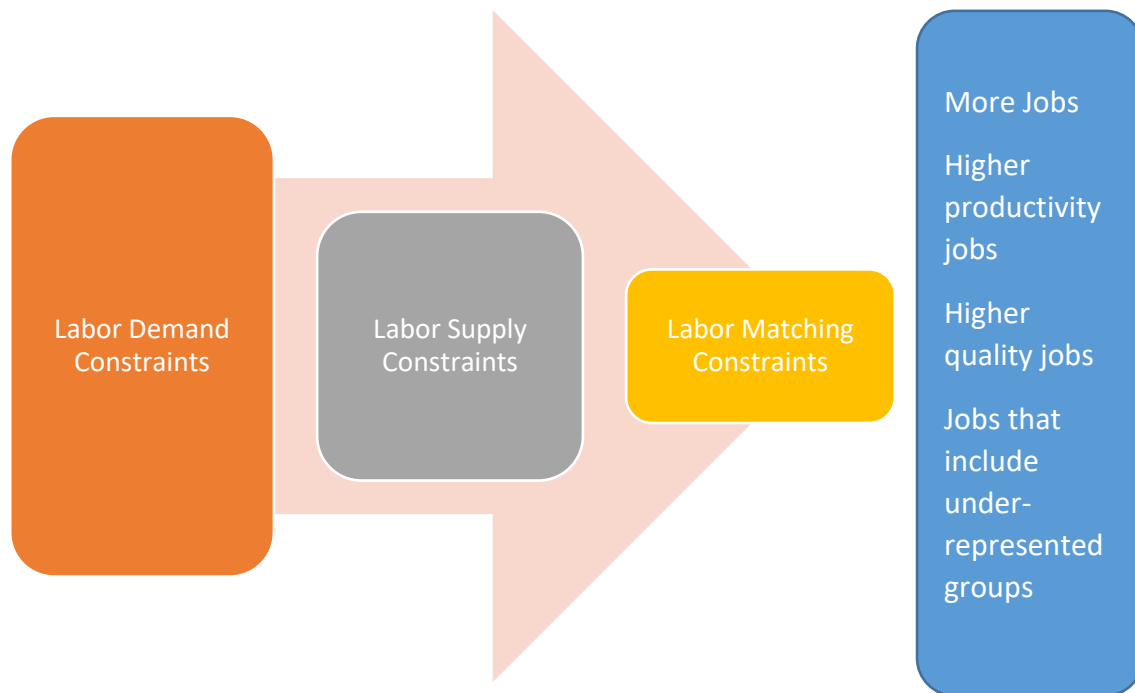 Labor Demand
Constraints
Labor Supply
Constraints
Labor Matching
Constraints
More Jobs
Higher
productivity
jobs
Higher
quality jobs
Jobs that
include
under-
represented
groups